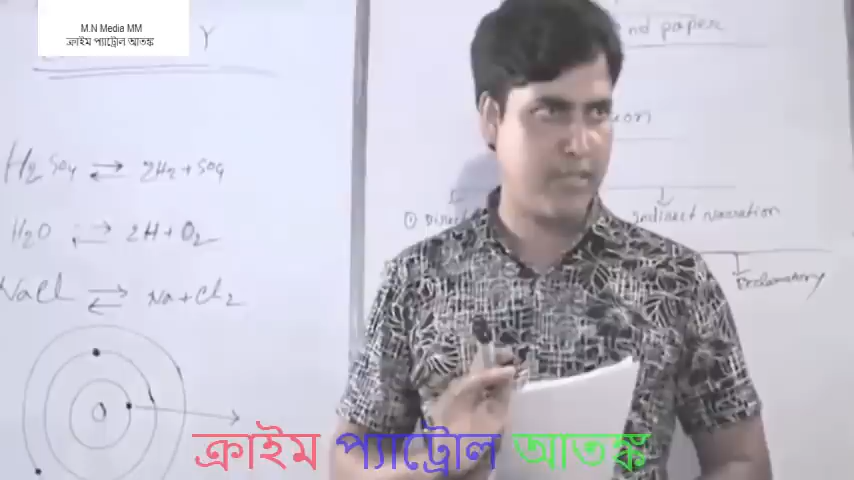 M.N Media MM
ক্রাইম প্যাট্রোল আতঙ্ক
Y
nd paper
H2SO4 ⇄ 2H2 + SO4
① Direct
Indirect Narration
H2O ⇄ 2H + O2
NaCl ⇄ Na + Cl2
ক্রাইম প্যাট্রোল আতঙ্ক